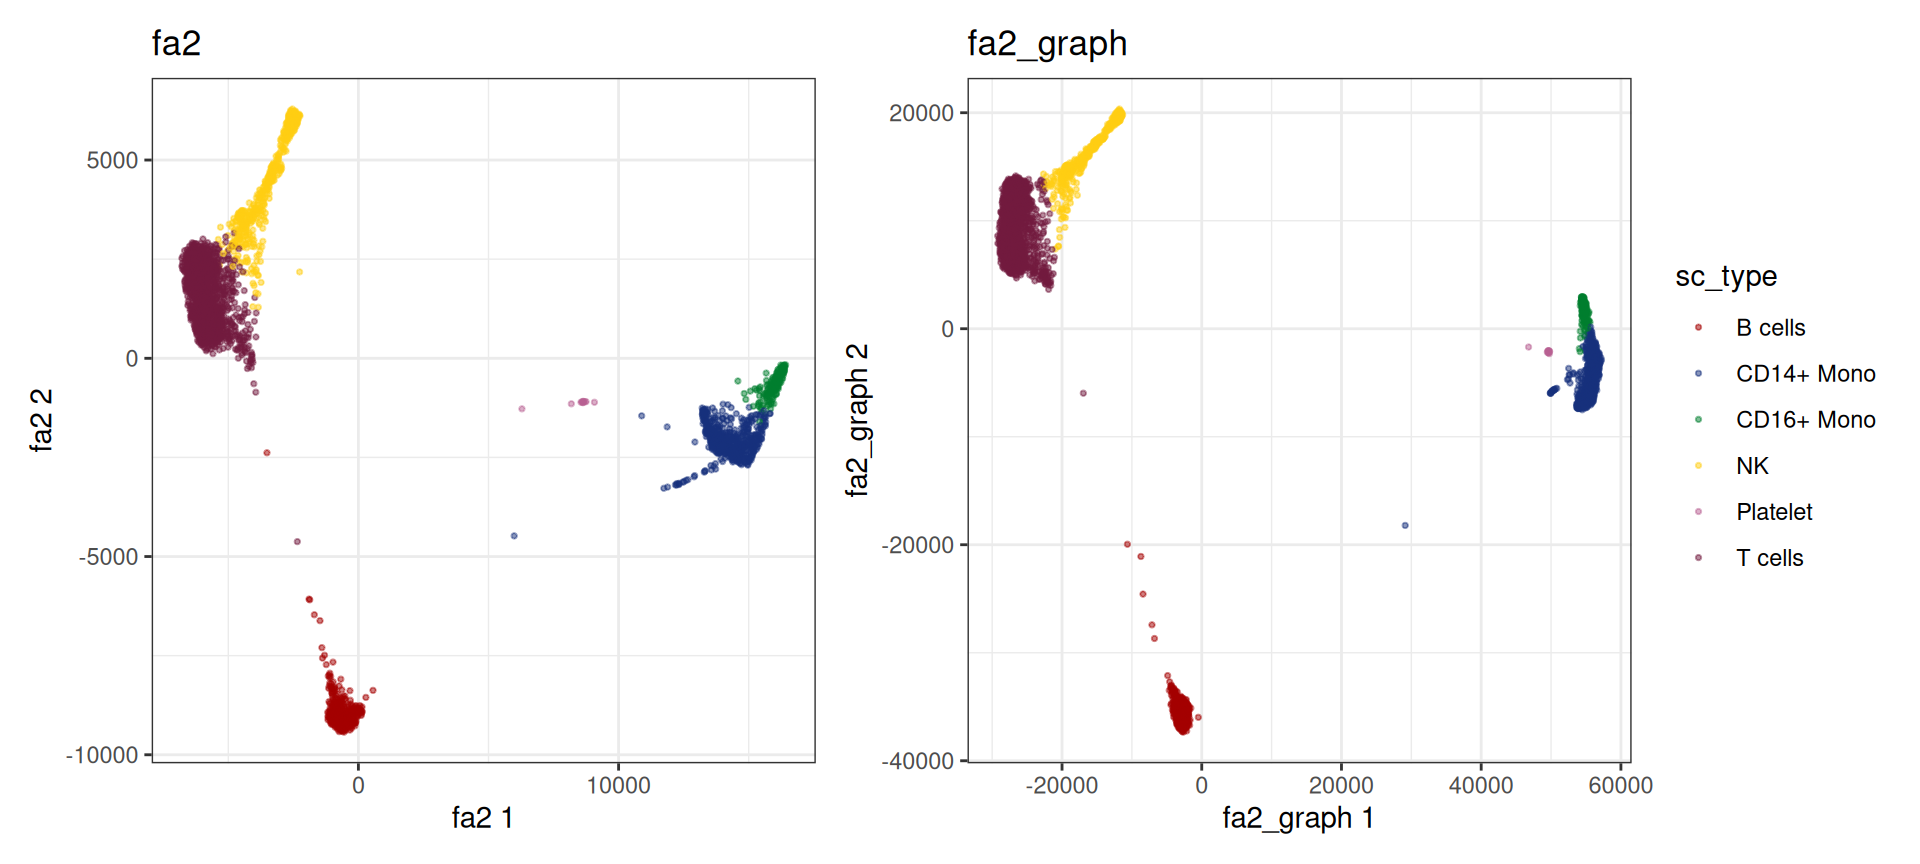 fa2
5000
0
-5000
-10000
0
10000
fa2 1
fa2 2
fa2_graph
20000
0
-20000
-40000
-20000
0
20000
40000
60000
fa2_graph 1
fa2_graph 2
sc_type
B cells
CD14+ Mono
CD16+ Mono
NK
Platelet
T cells